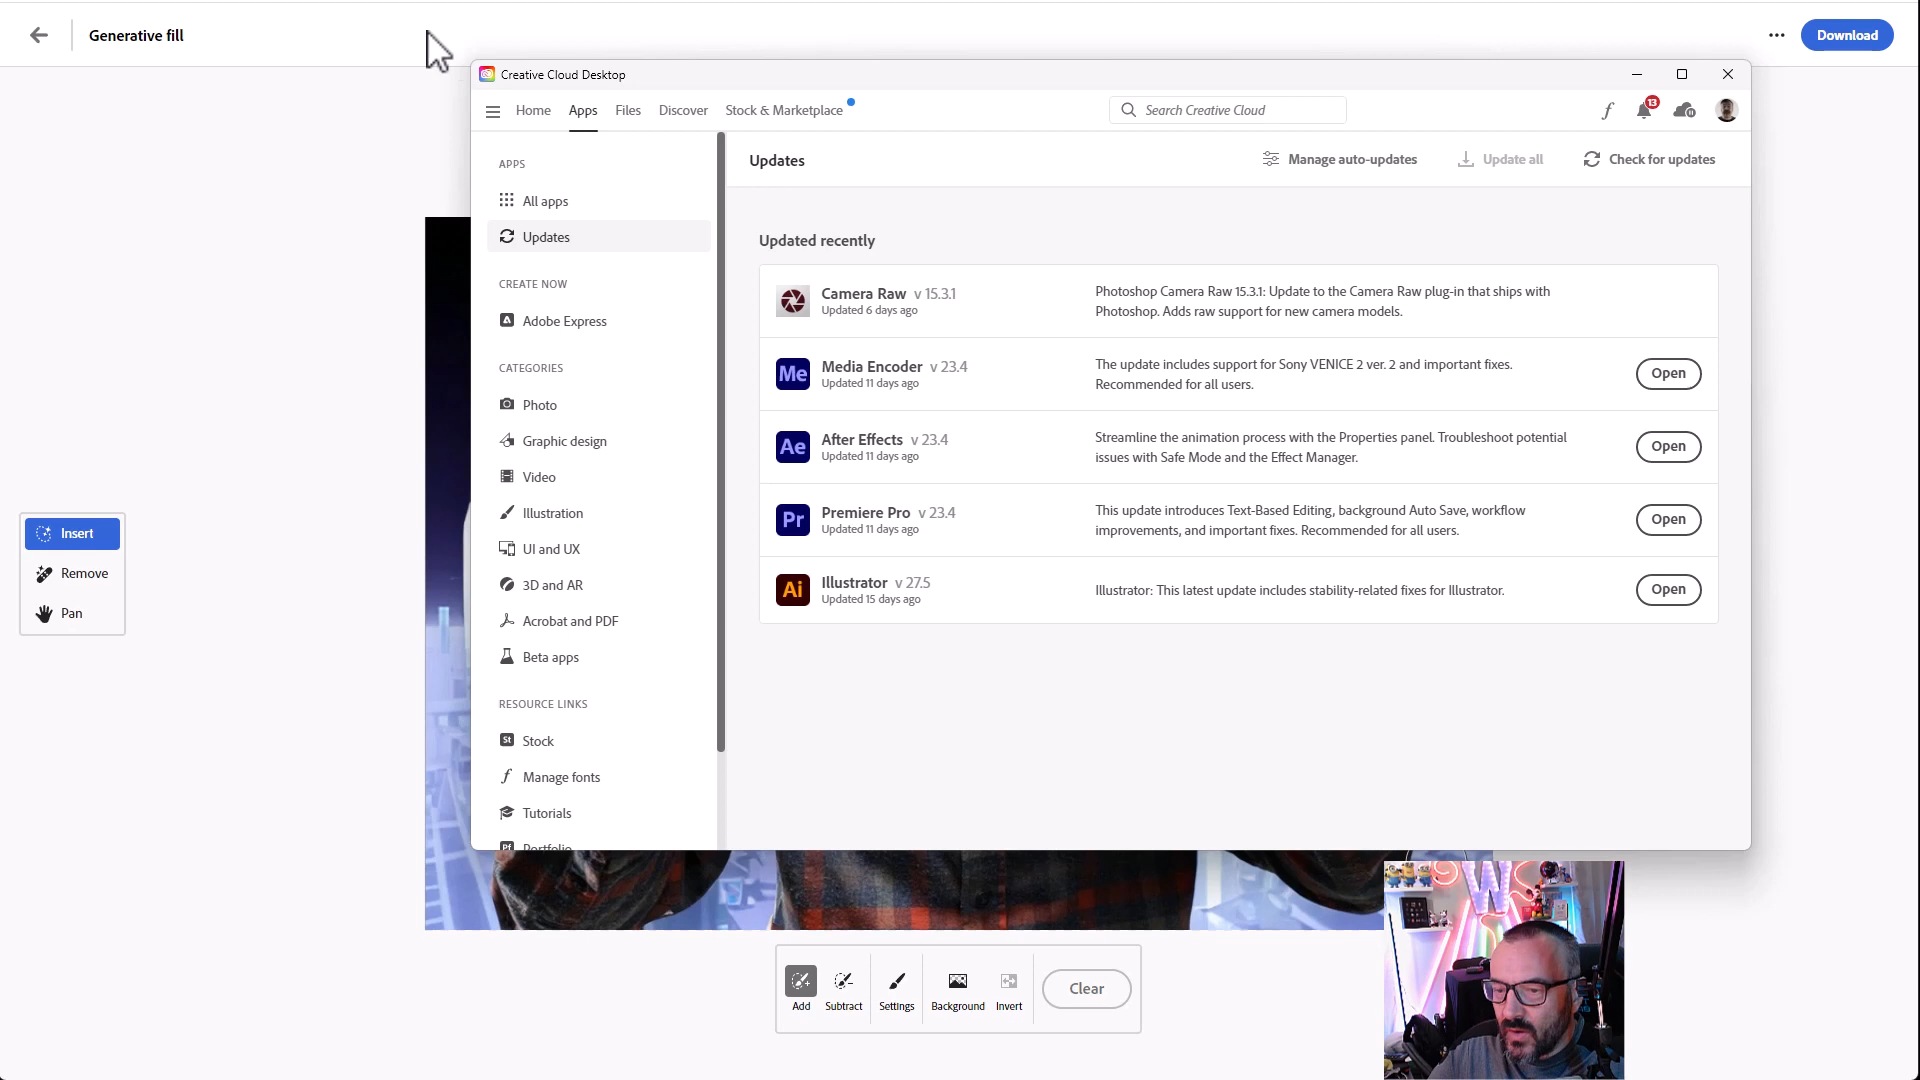 Generative fill
Download
Creative Cloud Desktop
Home Apps Files Discover Stock & Marketplace
Search Creative Cloud
13
APPS
All apps
Updates
CREATE NOW
Adobe Express
CATEGORIES
Photo
Graphic design
Video
Illustration
UI and UX
3D and AR
Acrobat and PDF
Beta apps
RESOURCE LINKS
St Stock
Manage fonts
Tutorials
Pf Portfolio
Updates
Manage auto-updates
Update all
Check for updates
Updated recently
Camera Raw v 15.3.1
Updated 6 days ago
Photoshop Camera Raw 15.3.1: Update to the Camera Raw plug-in that ships with
Photoshop. Adds raw support for new camera models.
Me
Media Encoder v 23.4
Updated 11 days ago
The update includes support for Sony VENICE 2 ver. 2 and important fixes.
Recommended for all users.
Open
Ae
After Effects v 23.4
Updated 11 days ago
Streamline the animation process with the Properties panel. Troubleshoot potential
issues with Safe Mode and the Effect Manager.
Open
Pr
Premiere Pro v 23.4
Updated 11 days ago
This update introduces Text-Based Editing, background Auto Save, workflow
improvements, and important fixes. Recommended for all users.
Open
Ai
Illustrator v 27.5
Updated 15 days ago
Illustrator: This latest update includes stability-related fixes for Illustrator.
Open
Insert
Remove
Pan
Add
Subtract
Settings
Background
Invert
Clear
W